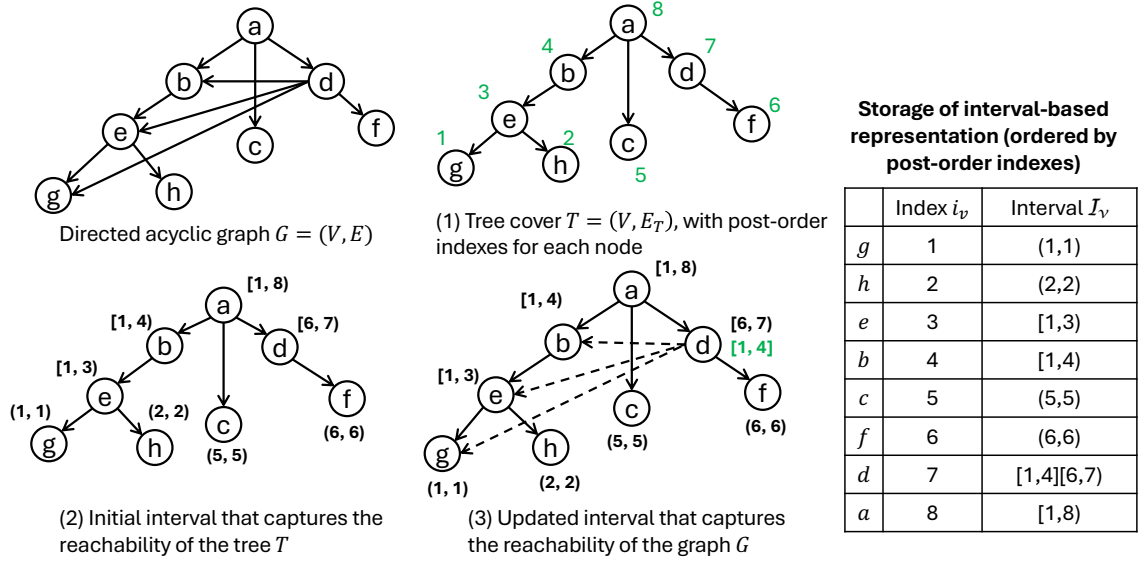 a
b
d
e
f
c
g
h
Directed acyclic graph G = (V, E)
a 8
4 b
d 7
3 e
f 6
1 g
2 h
c 5
(1) Tree cover T = (V, E_T), with post-order
indexes for each node
[1, 8)
a
[1, 4) b
d [6, 7)
[1, 3) e
f (6, 6)
(1, 1) g
(2, 2) h
c (5, 5)
(2) Initial interval that captures the
reachability of the tree T
[1, 8)
a
[1, 4) b
d [6, 7)
[1, 4]
[1, 3) e
f (6, 6)
c (5, 5)
g (1, 1)
h (2, 2)
(3) Updated interval that captures
the reachability of the graph G
Storage of interval-based
representation (ordered by
post-order indexes)
Index i_v Interval I_v
g 1 (1,1)
h 2 (2,2)
e 3 [1,3)
b 4 [1,4)
c 5 (5,5)
f 6 (6,6)
d 7 [1,4][6,7)
a 8 [1,8)